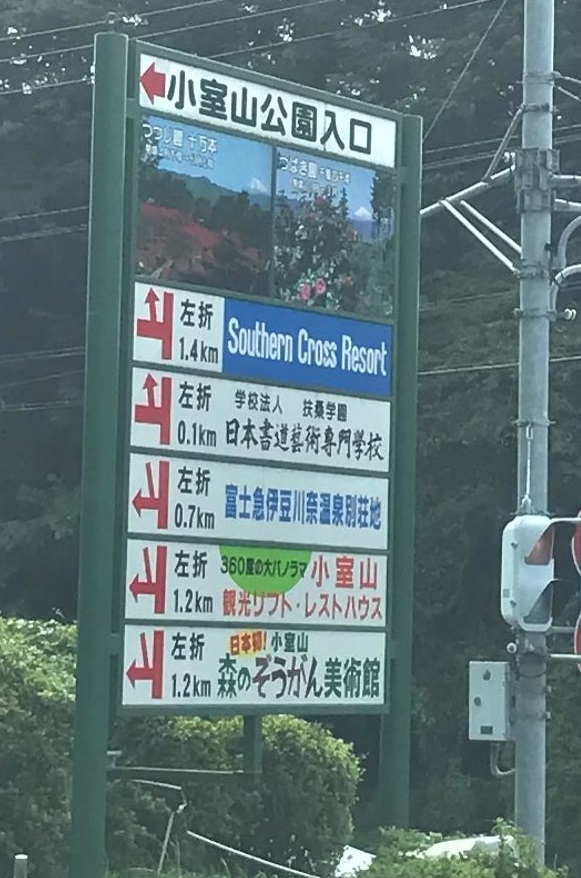 小室山公園入口
つつじ園 十万本
つばき園
左折
1.4km
Southern Cross Resort
左折
0.1km
学校法人 扶桑学園
日本書道藝術専門學校
左折
0.7km
富士急伊豆川奈温泉別荘地
左折
1.2km
360度の大パノラマ 小室山
観光リフト・レストハウス
左折
1.2km
日本初! 小室山
森のぞうがん美術館